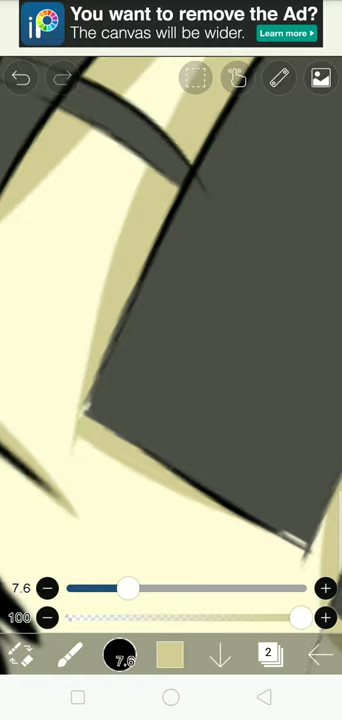 iP
You want to remove the Ad?
The canvas will be wider.
Learn more
7.6
100
7.6
2